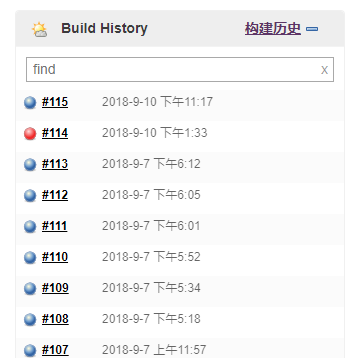 Build History 构建历史
find x
#115 2018-9-10 下午11:17
#114 2018-9-10 下午1:33
#113 2018-9-7 下午6:12
#112 2018-9-7 下午6:05
#111 2018-9-7 下午6:01
#110 2018-9-7 下午5:52
#109 2018-9-7 下午5:34
#108 2018-9-7 下午5:18
#107 2018-9-7 上午11:57